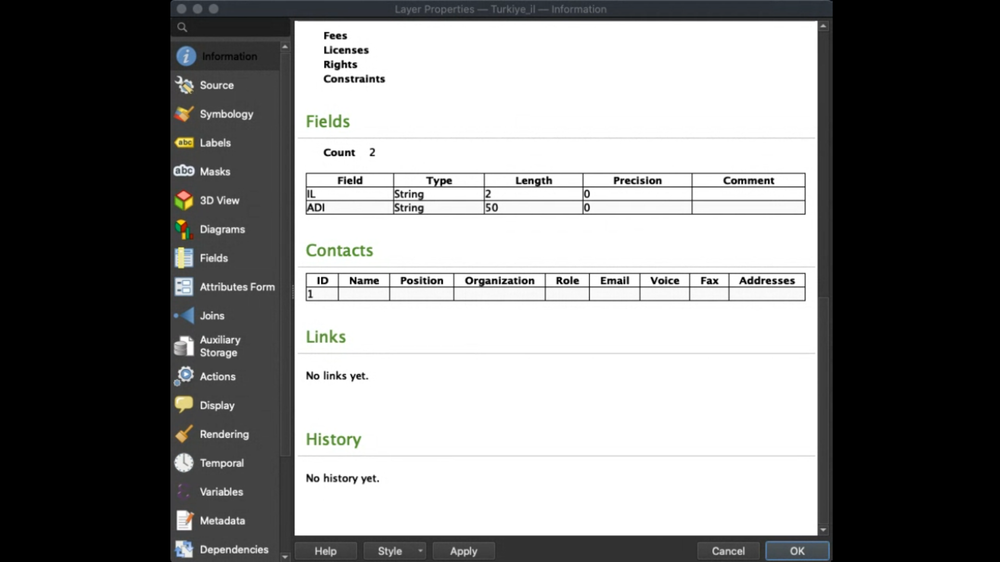 Layer Properties — Turkiye_il — Information
Information
Source
Symbology
abc Labels
abc Masks
3D View
Diagrams
Fields
Attributes Form
Joins
Auxiliary
Storage
Actions
Display
Rendering
Temporal
Variables
Metadata
Dependencies
Fees
Licenses
Rights
Constraints
Fields
Count 2
Field Type Length Precision Comment
IL String 2 0
ADI String 50 0
Contacts
ID Name Position Organization Role Email Voice Fax Addresses
1
Links
No links yet.
History
No history yet.
Help Style Apply Cancel OK